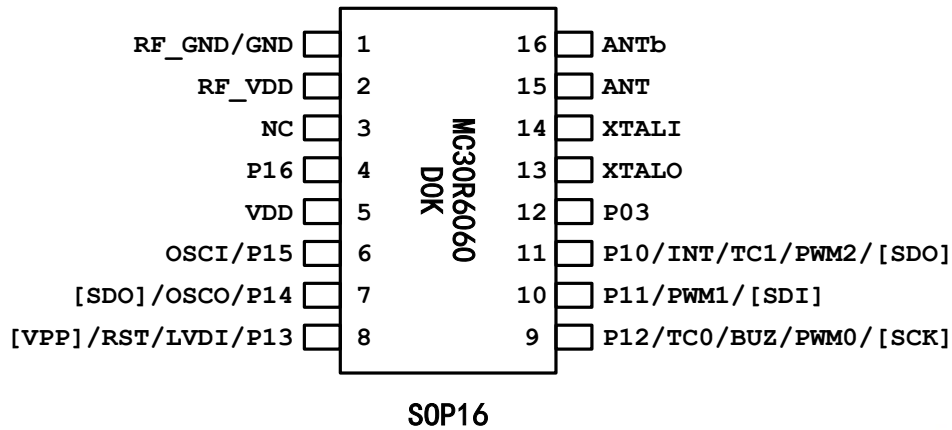 RF_GND/GND 1 16 ANTb
RF_VDD 2 15 ANT
NC 3 14 XTALI
P16 4 13 XTALO
VDD 5 12 P03
OSCI/P15 6 11 P10/INT/TC1/PWM2/[SDO]
[SDO]/OSCO/P14 7 10 P11/PWM1/[SDI]
[VPP]/RST/LVDI/P13 8 9 P12/TC0/BUZ/PWM0/[SCK]
MC30R6060
D0K
SOP16